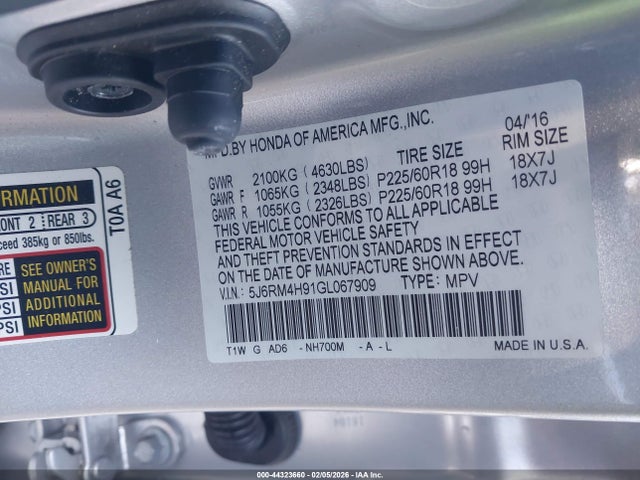 MFD.BY HONDA OF AMERICA MFG.,INC. 04/'16
TIRE SIZE RIM SIZE
GVWR 2100KG (4630LBS)
GAWR F 1065KG (2348LBS) P225/60R18 99H 18X7J
GAWR R 1055KG (2326LBS) P225/60R18 99H 18X7J
THIS VEHICLE CONFORMS TO ALL APPLICABLE
FEDERAL MOTOR VEHICLE SAFETY
AND THEFT PREVENTION STANDARDS IN EFFECT
ON THE DATE OF MANUFACTURE SHOWN ABOVE.
V.I.N: 5J6RM4H91GL067909 TYPE: MPV
T1W G AD6 -NH700M -A -L
MADE IN U.S.A.
RMATION
RONT 2 REAR 3
ceed 385kg or 850lbs.
RE SEE OWNER'S
PSI MANUAL FOR
PSI ADDITIONAL
PSI INFORMATION
T0A A6
000-44323660 - 02/05/2026 - IAA Inc.